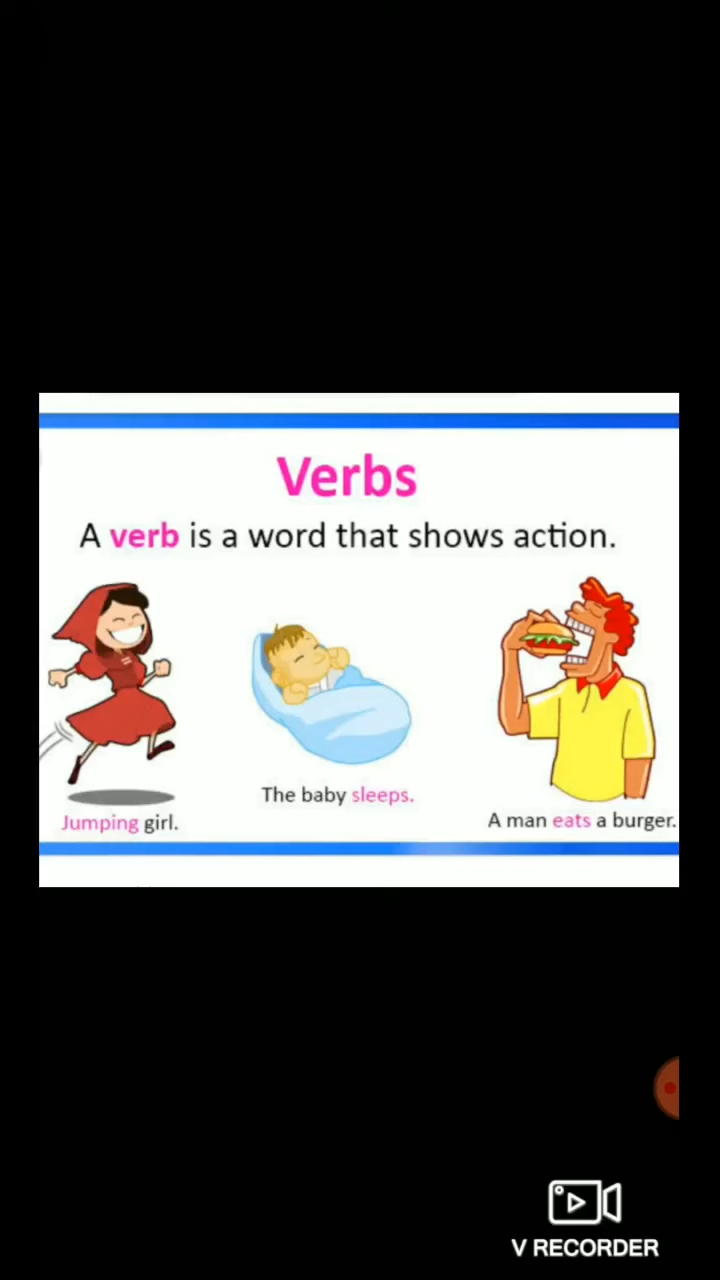 Verbs
A verb is a word that shows action.
Jumping girl.
The baby sleeps.
A man eats a burger.
V RECORDER